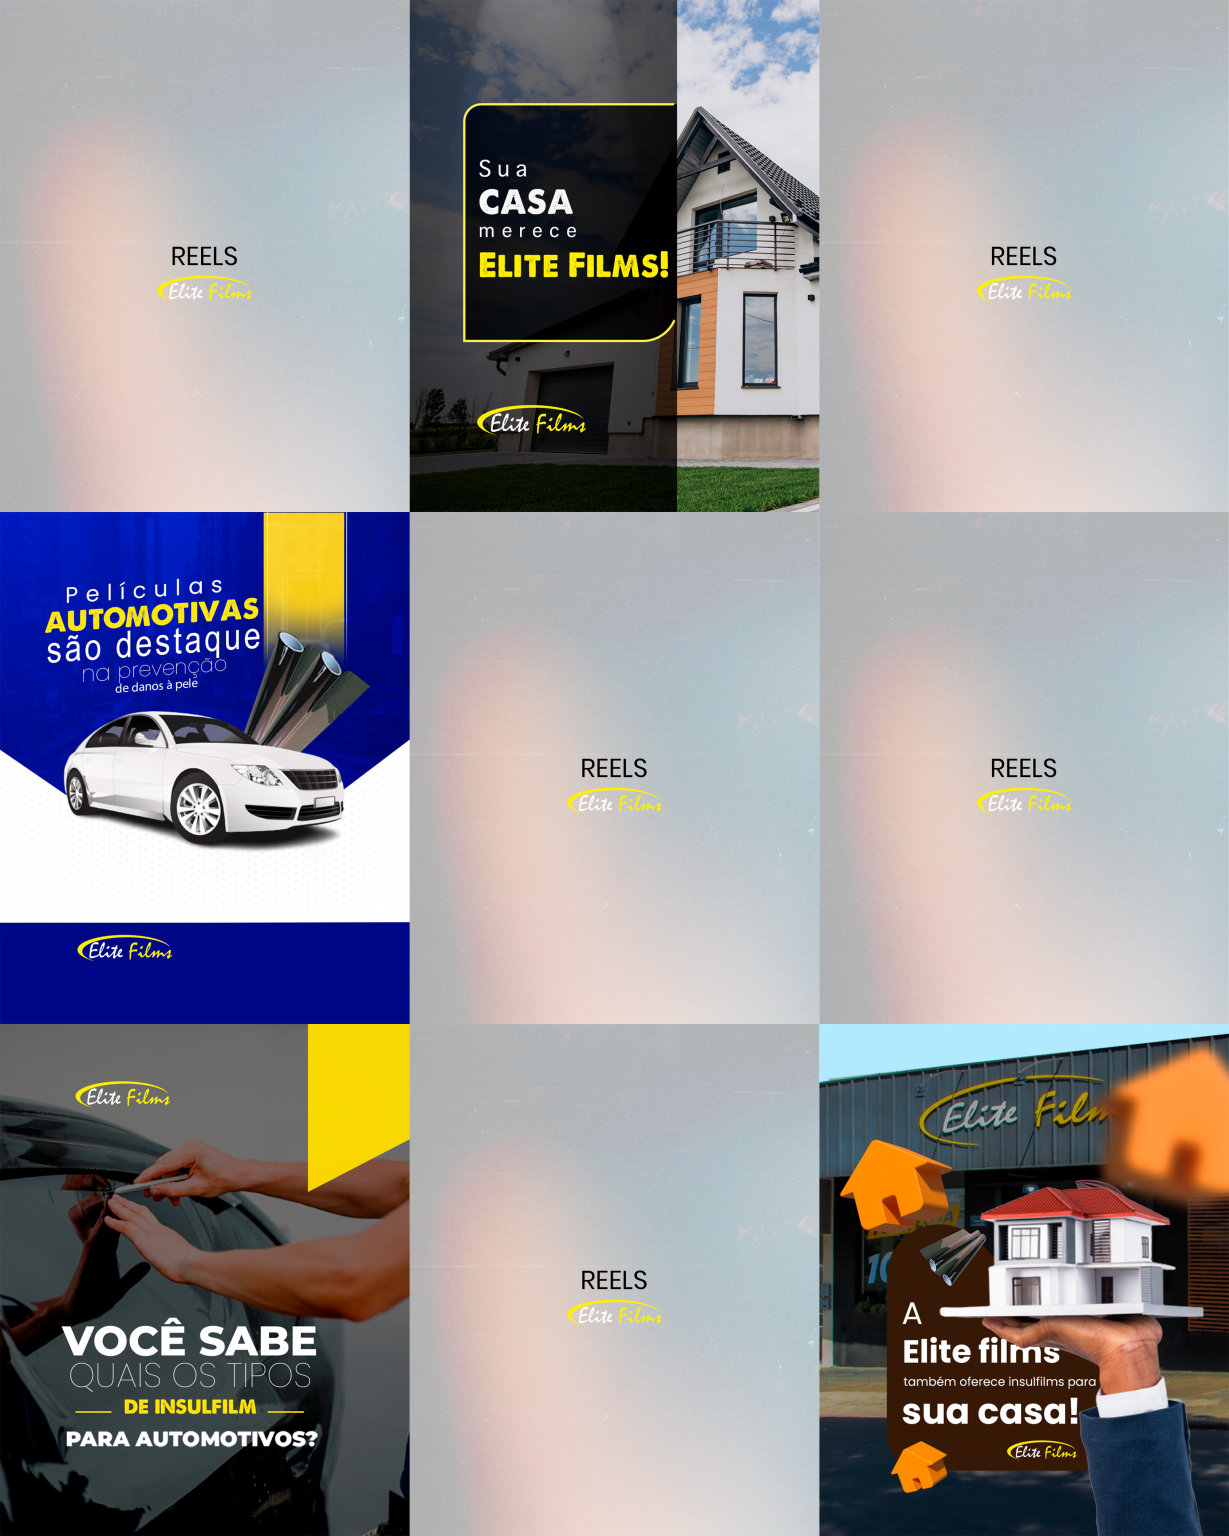 REELS
Elite Films
Sua
CASA
merece
ELITE FILMS!
Elite Films
REELS
Elite Films
Películas
AUTOMOTIVAS
são destaque
na prevenção
de danos à pele
Elite Films
REELS
Elite Films
REELS
Elite Films
Elite Films
VOCÊ SABE
QUAIS OS TIPOS
DE INSULFILM
PARA AUTOMOTIVOS?
REELS
Elite Films
Elite Film
10
A
Elite films
também oferece insulfilms para
sua casa!
Elite Films